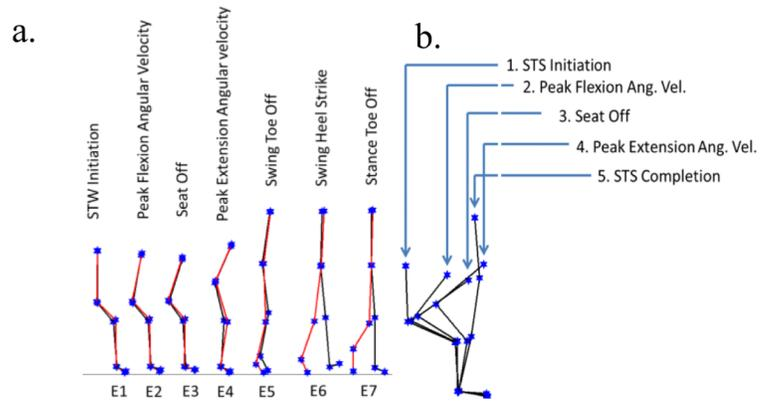 a.
STW Initiation
Peak Flexion Angular Velocity
Seat Off
Peak Extension Angular velocity
Swing Toe Off
Swing Heel Strike
Stance Toe Off
E1
E2
E3
E4
E5
E6
E7
b.
1. STS Initiation
2. Peak Flexion Ang. Vel.
3. Seat Off
4. Peak Extension Ang. Vel.
5. STS Completion